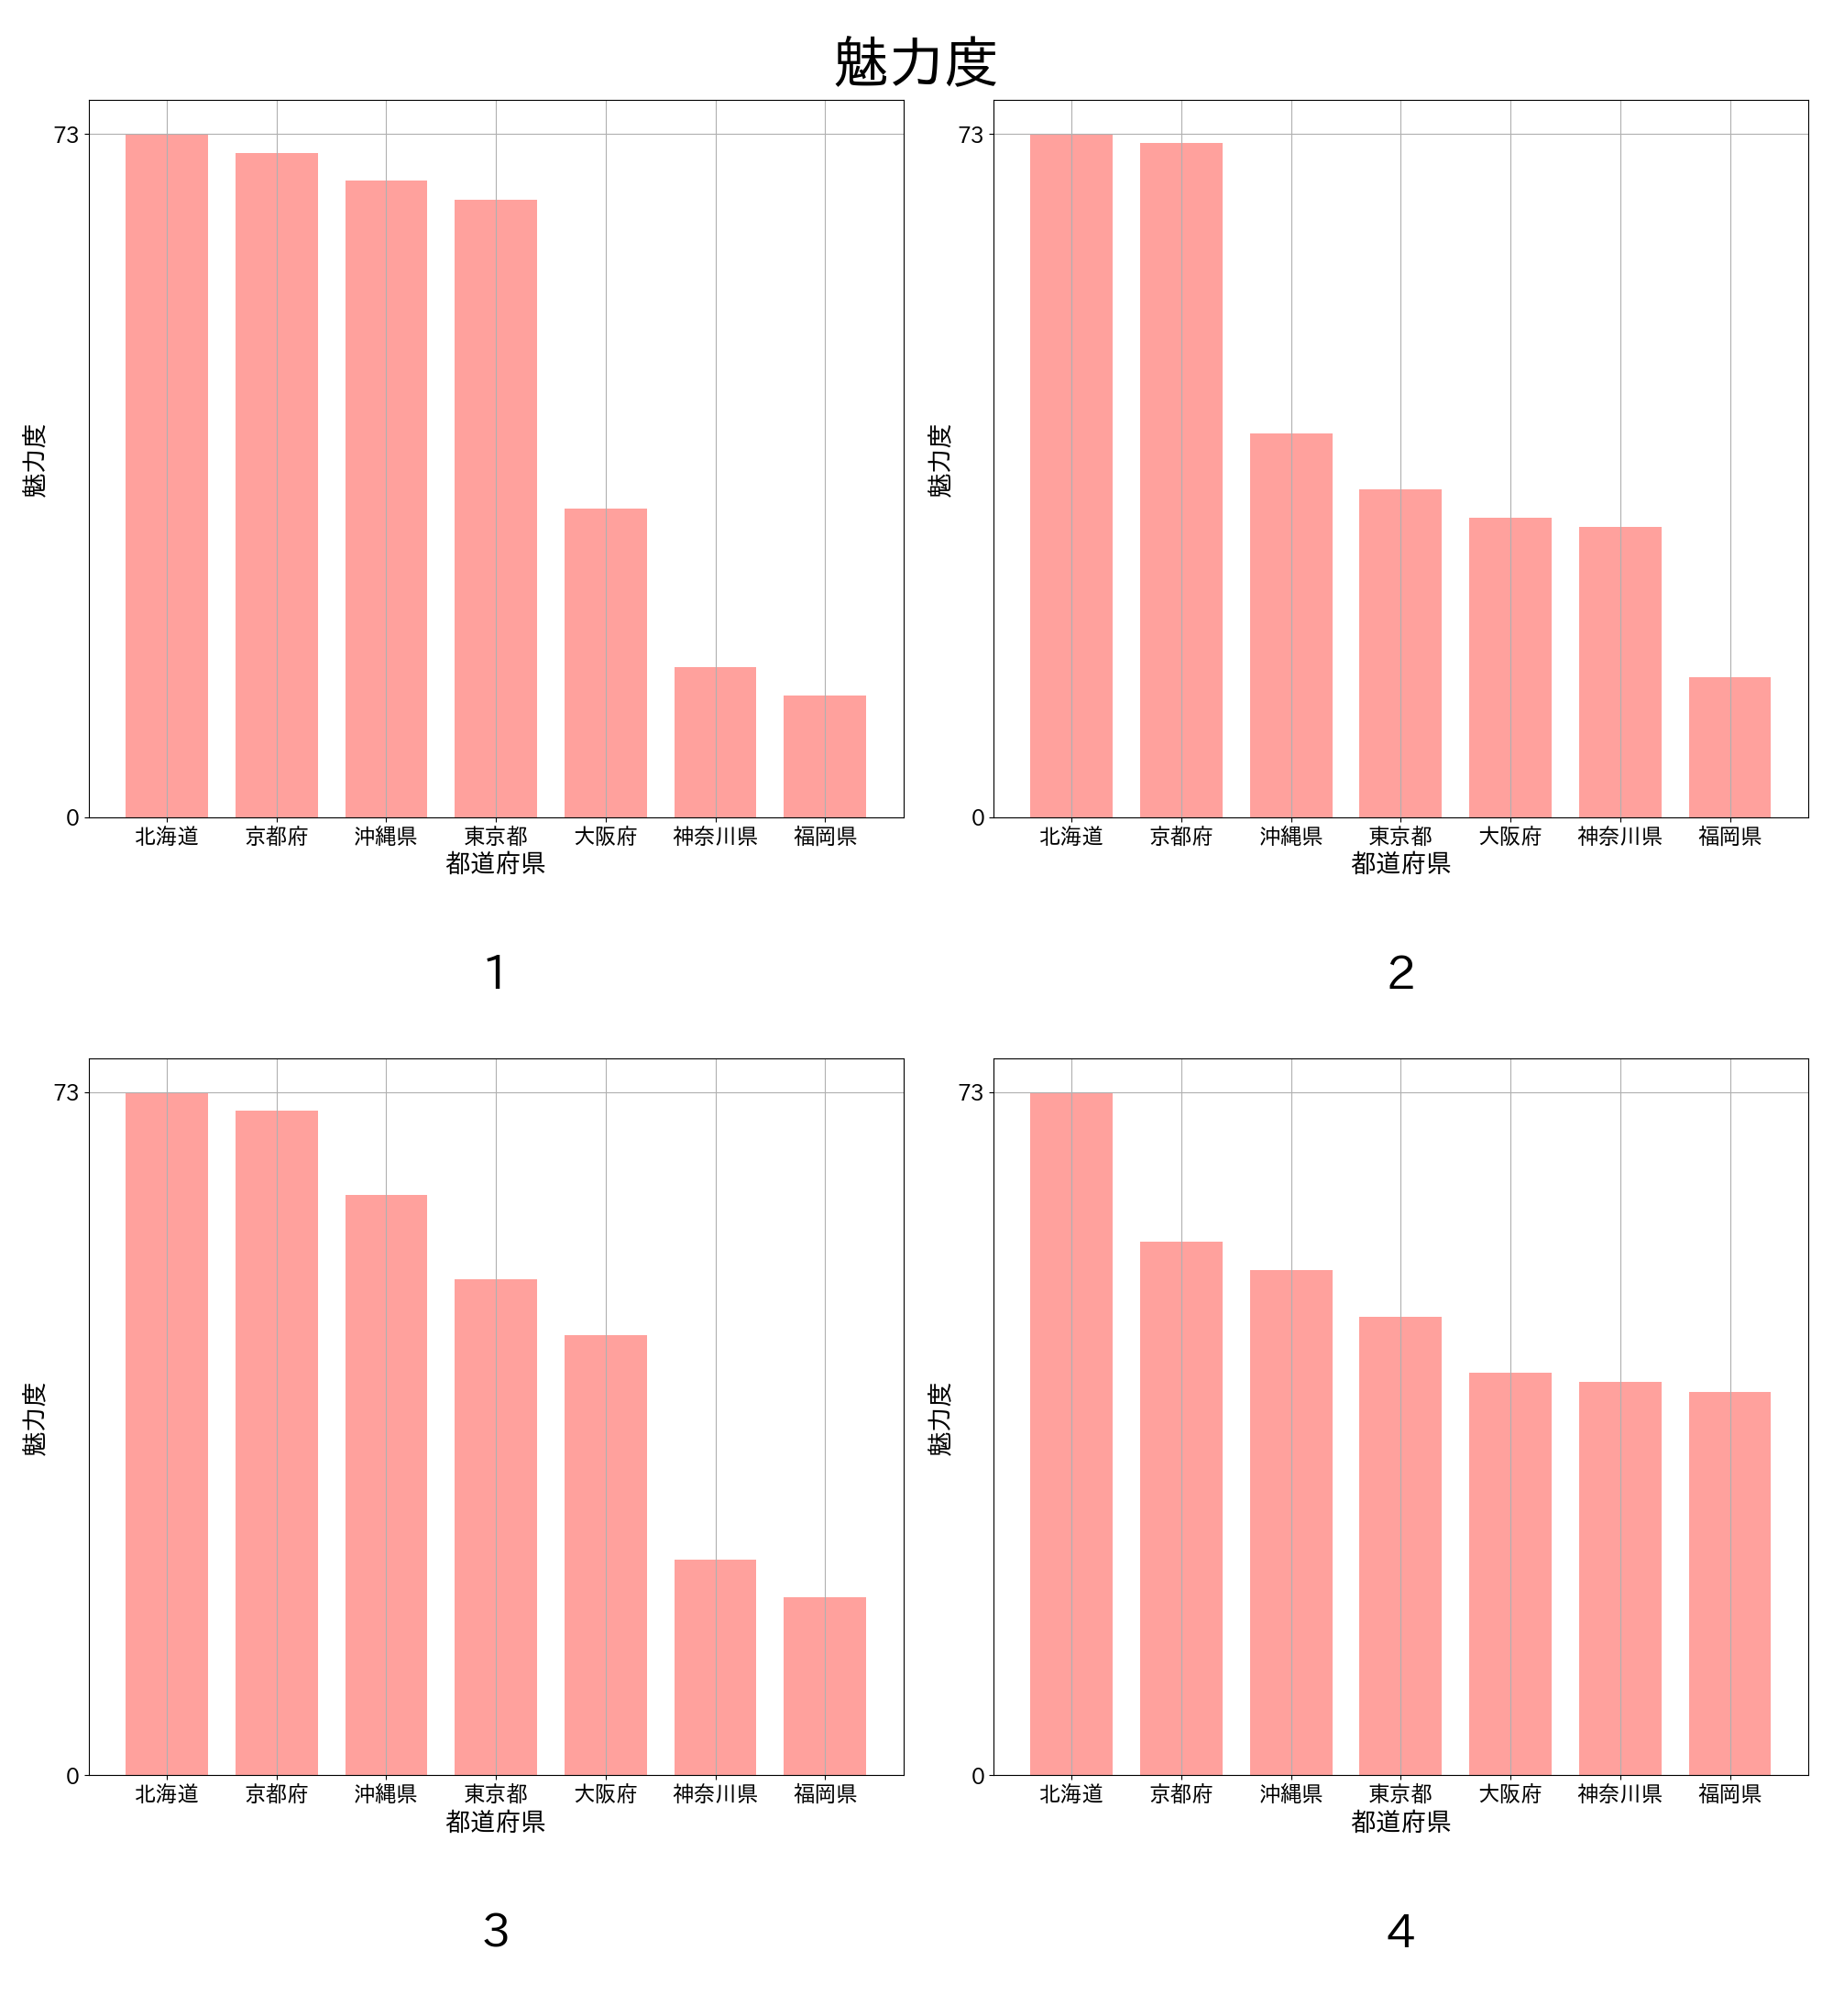 魅力度
73
魅力度
0
北海道 京都府 沖縄県 東京都 大阪府 神奈川県 福岡県
都道府県
1
73
魅力度
0
北海道 京都府 沖縄県 東京都 大阪府 神奈川県 福岡県
都道府県
2
73
魅力度
0
北海道 京都府 沖縄県 東京都 大阪府 神奈川県 福岡県
都道府県
3
73
魅力度
0
北海道 京都府 沖縄県 東京都 大阪府 神奈川県 福岡県
都道府県
4